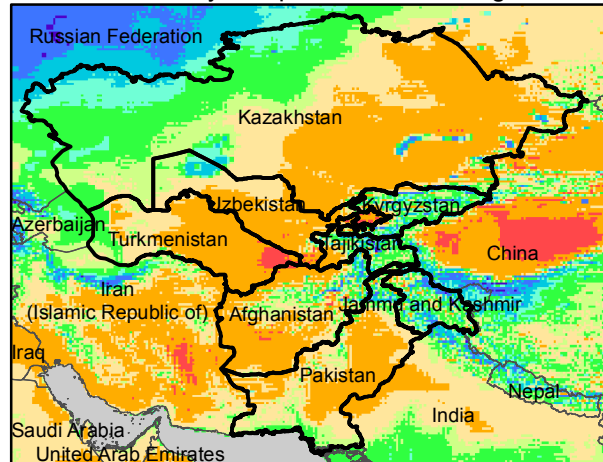 Russian Federation
Kazakhstan
Uzbekistan
Kyrgyzstan
Azerbaijan
Turkmenistan
Tajikistan
China
Iran
(Islamic Republic of)
Afghanistan
Jammu and Kashmir
Iraq
Pakistan
Nepal
India
Saudi Arabia
United Arab Emirates